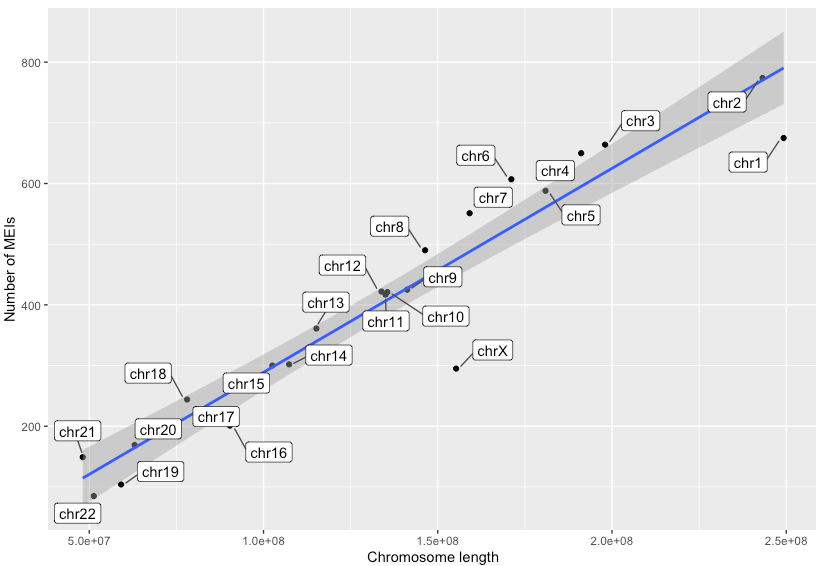 800
600
400
200
Number of MEIs
chr2
chr3
chr1
chr6
chr4
chr7
chr5
chr8
chr12
chr9
chr13
chr11
chr10
chrX
chr14
chr18
chr15
chr17
chr21
chr20
chr16
chr19
chr22
5.0e+07 1.0e+08 1.5e+08 2.0e+08 2.5e+08
Chromosome length